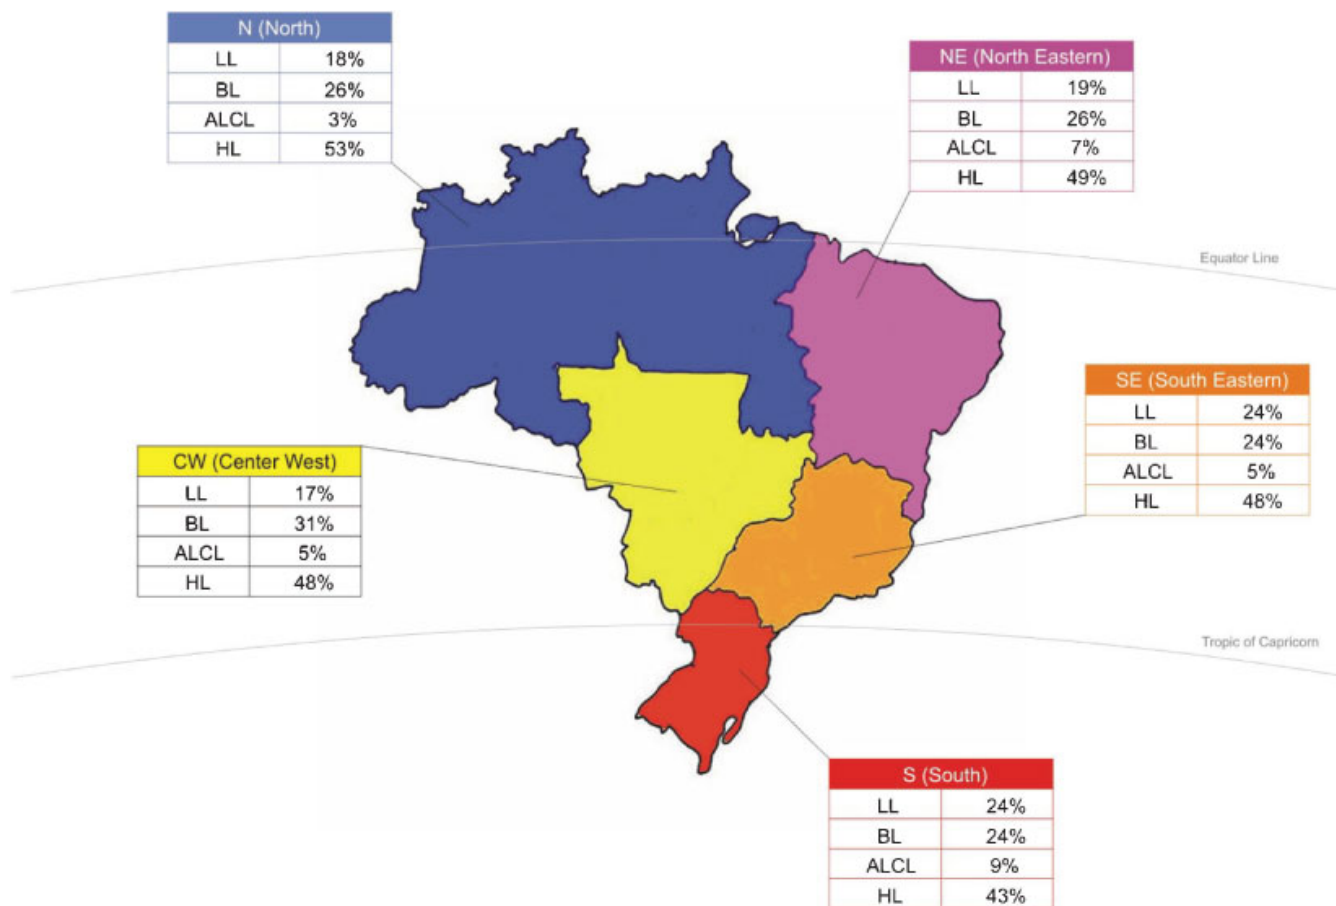 N (North)
LL 18%
BL 26%
ALCL 3%
HL 53%
NE (North Eastern)
LL 19%
BL 26%
ALCL 7%
HL 49%
Equator Line
SE (South Eastern)
LL 24%
BL 24%
ALCL 5%
HL 48%
CW (Center West)
LL 17%
BL 31%
ALCL 5%
HL 48%
Tropic of Capricorn
S (South)
LL 24%
BL 24%
ALCL 9%
HL 43%